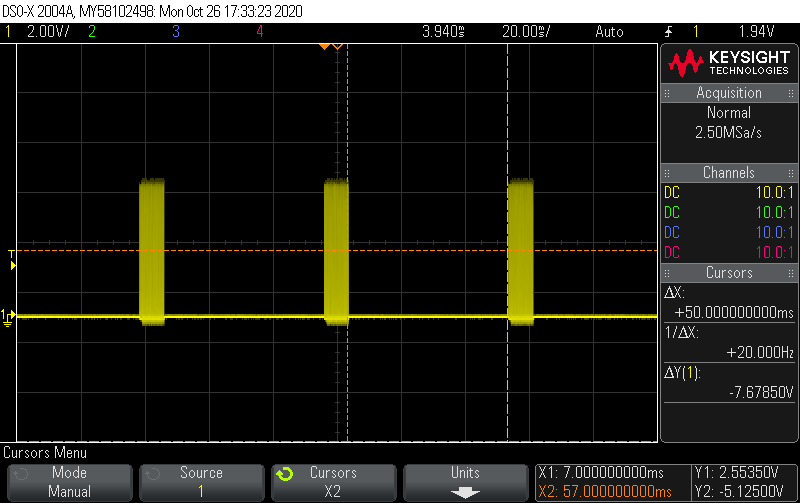 DSO-X 2004A, MY58102498: Mon Oct 26 17:33:23 2020
1 2.00V/ 2 3 4 3.940s 20.00s/ Auto 1 1.94V
KEYSIGHT
TECHNOLOGIES
Acquisition
Normal
2.50MSa/s
Channels
DC 10.0:1
DC 10.0:1
DC 10.0:1
DC 10.0:1
Cursors
ΔX:
+50.000000000ms
1/ΔX:
+20.000Hz
ΔY(1):
-7.67850V
T
1
Cursors Menu
Mode
Manual
Source
1
Cursors
X2
Units
X1: 7.000000000ms
X2: 57.000000000ms
Y1: 2.55350V
Y2: -5.12500V